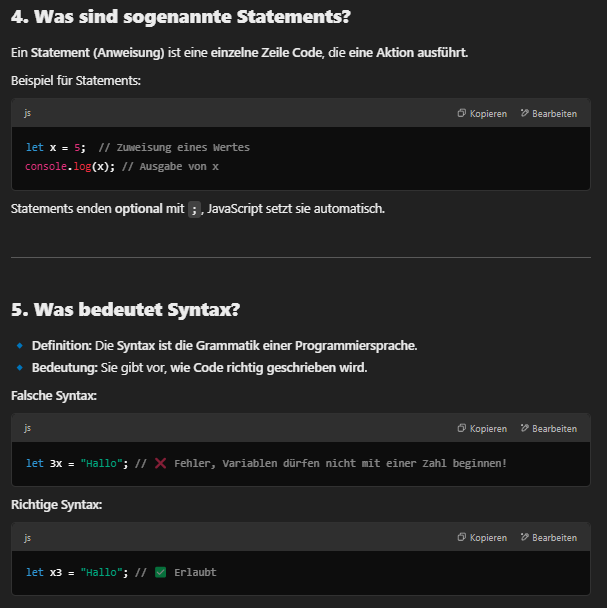 4. Was sind sogenannte Statements?
Ein Statement (Anweisung) ist eine einzelne Zeile Code, die eine Aktion ausführt.
Beispiel für Statements:
js Kopieren Bearbeiten
let x = 5;  // Zuweisung eines Wertes
console.log(x); // Ausgabe von x
Statements enden optional mit ;, JavaScript setzt sie automatisch.
5. Was bedeutet Syntax?
🔹 Definition: Die Syntax ist die Grammatik einer Programmiersprache.
🔹 Bedeutung: Sie gibt vor, wie Code richtig geschrieben wird.
Falsche Syntax:
js Kopieren Bearbeiten
let 3x = "Hallo"; // ❌ Fehler, Variablen dürfen nicht mit einer Zahl beginnen!
Richtige Syntax:
js Kopieren Bearbeiten
let x3 = "Hallo"; // ✅ Erlaubt